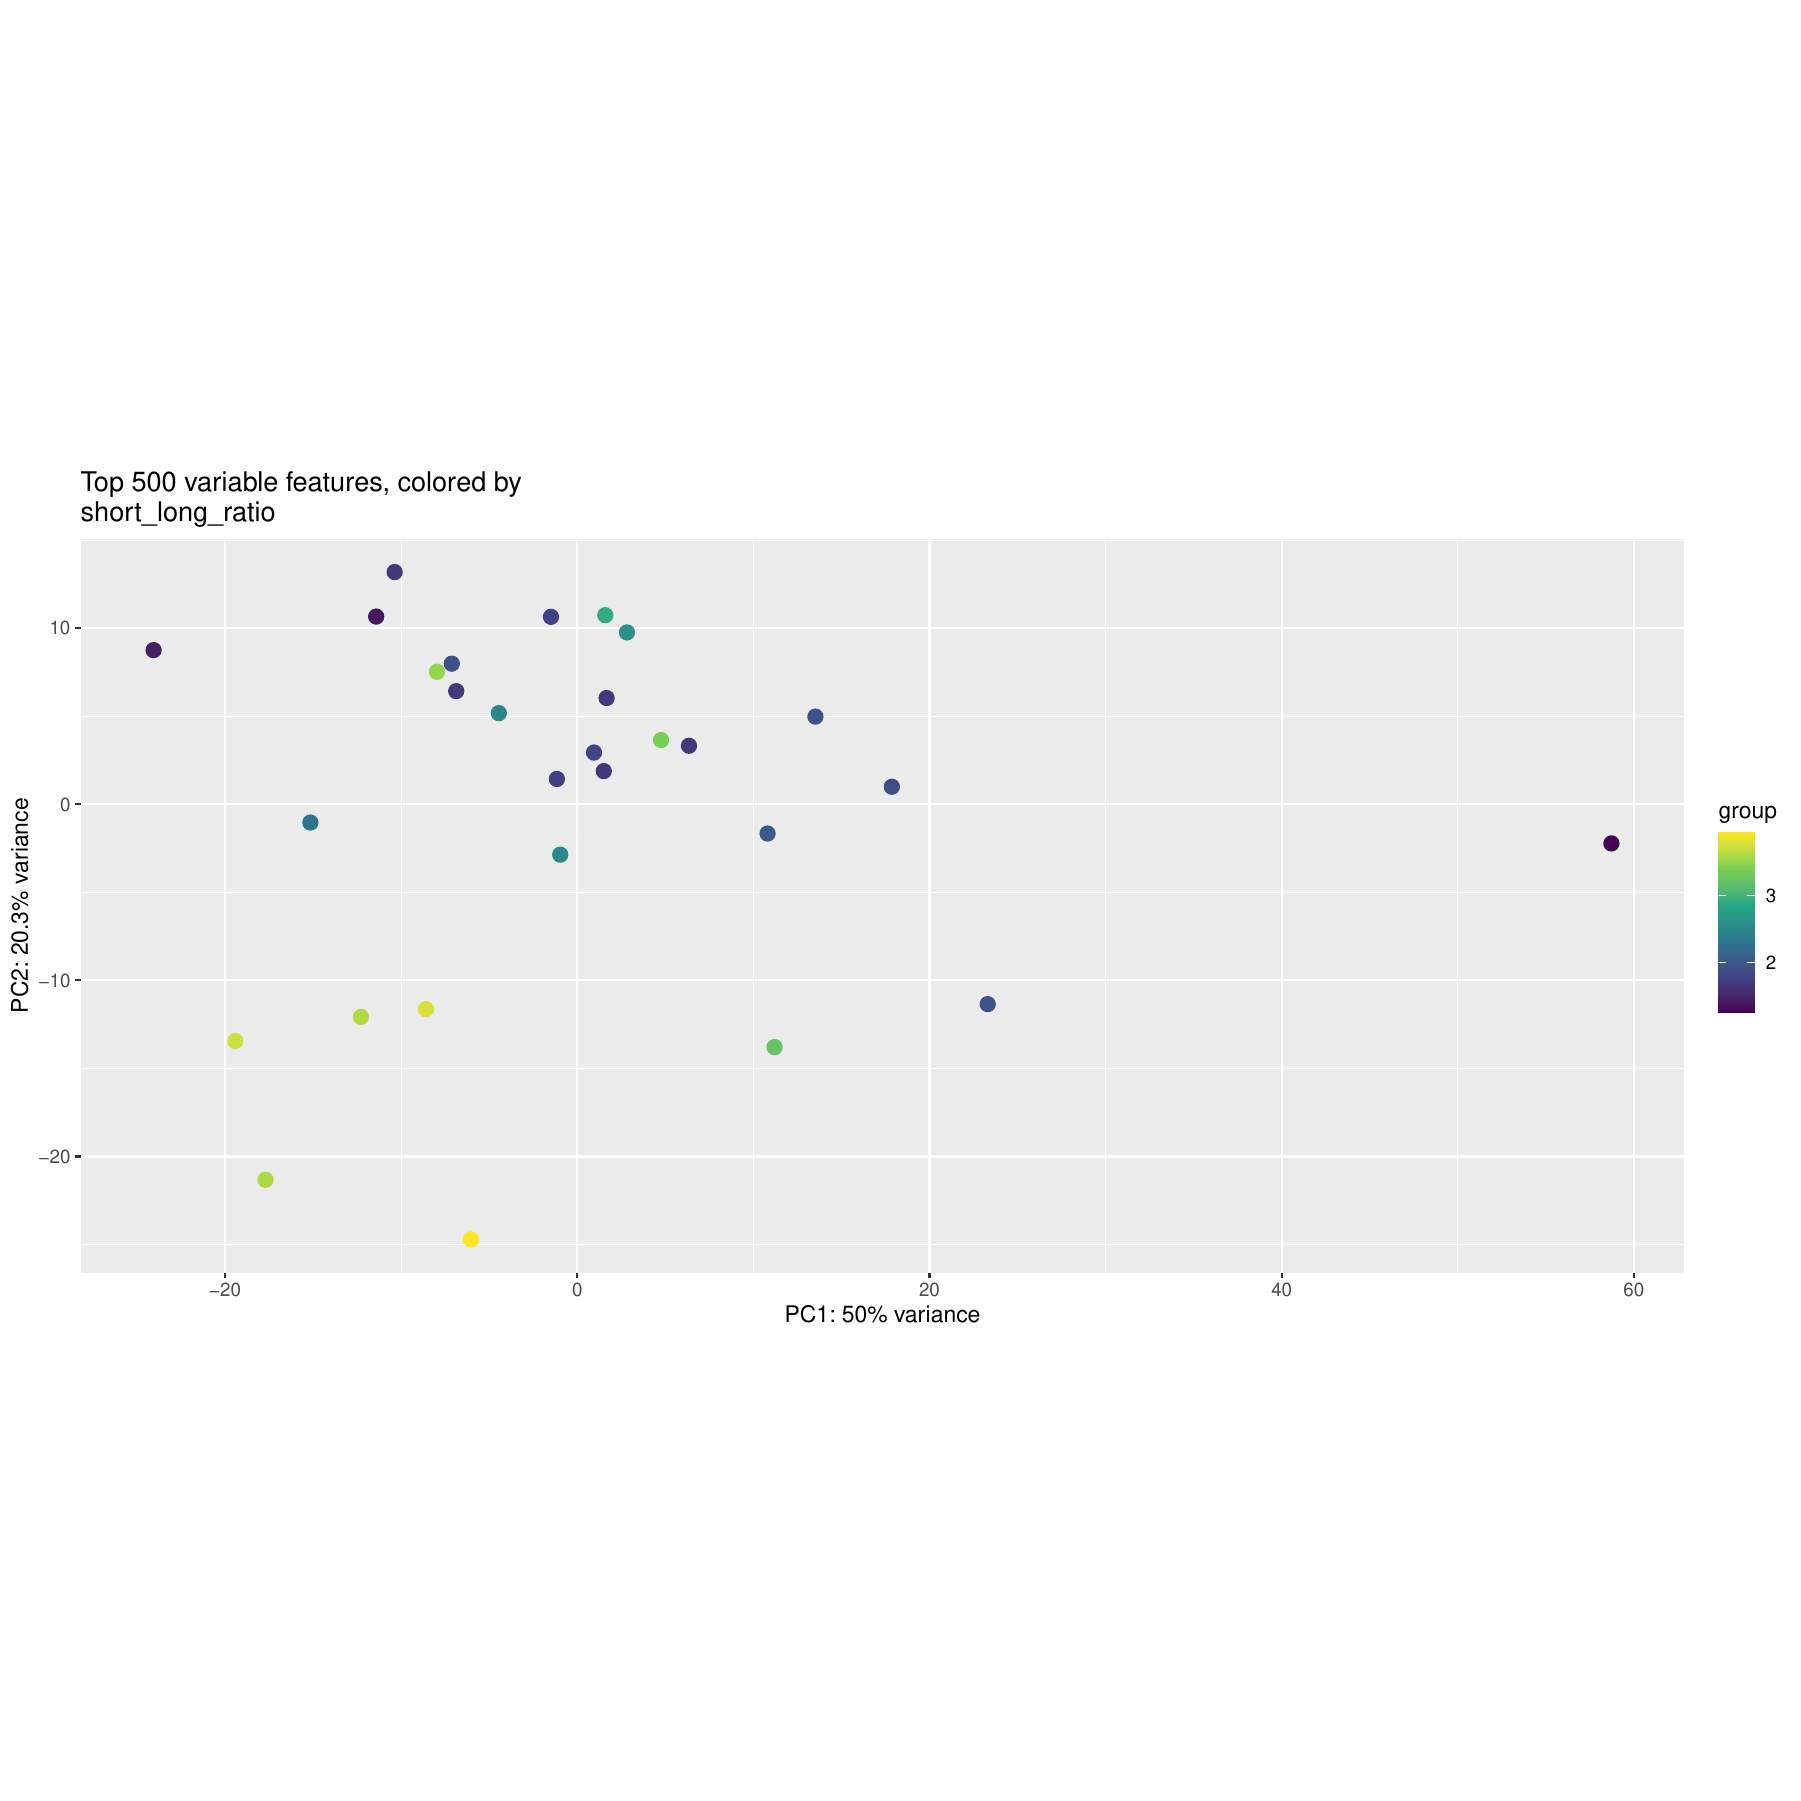 Top 500 variable features, colored by
short_long_ratio
10
0
−10
−20
PC2: 20.3% variance
−20
0
20
40
60
PC1: 50% variance
group
3
2